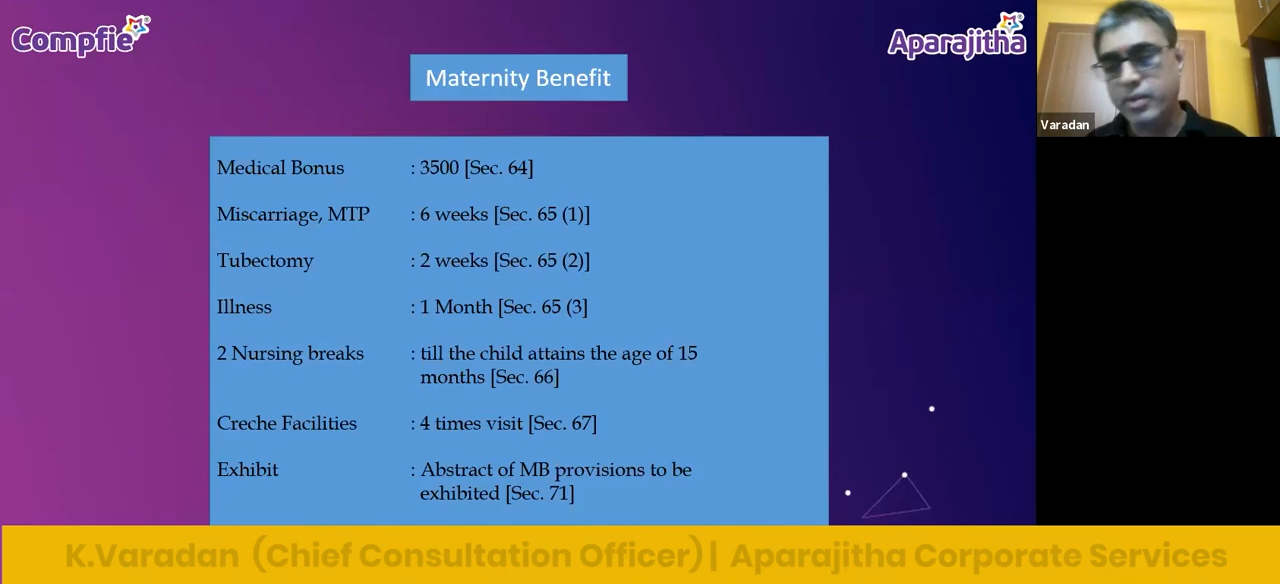 Compfie
Aparajitha
Maternity Benefit
Varadan
Medical Bonus : 3500 [Sec. 64]
Miscarriage, MTP : 6 weeks [Sec. 65 (1)]
Tubectomy : 2 weeks [Sec. 65 (2)]
Illness : 1 Month [Sec. 65 (3]
2 Nursing breaks : till the child attains the age of 15
months [Sec. 66]
Creche Facilities : 4 times visit [Sec. 67]
Exhibit : Abstract of MB provisions to be
exhibited [Sec. 71]
K.Varadan (Chief Consultation Officer) | Aparajitha Corporate Services